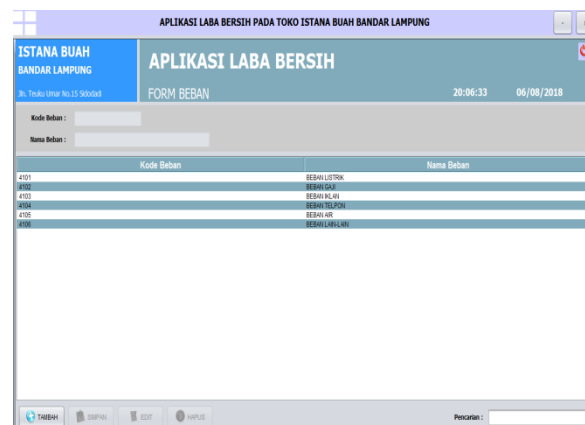 APLIKASI LABA BERSIH PADA TOKO ISTANA BUAH BANDAR LAMPUNG
ISTANA BUAH
BANDAR LAMPUNG
Jln. Teuku Umar No.15 Sidodadi
APLIKASI LABA BERSIH
FORM BEBAN
20:06:33 06/08/2018
Kode Beban :
Nama Beban :
Kode Beban Nama Beban
4101 BEBAN LISTRIK
4102 BEBAN GAJI
4103 BEBAN IKLAN
4104 BEBAN TELPON
4105 BEBAN AIR
4106 BEBAN LAIN-LAIN
TAMBAH SIMPAN EDIT HAPUS Pencarian :